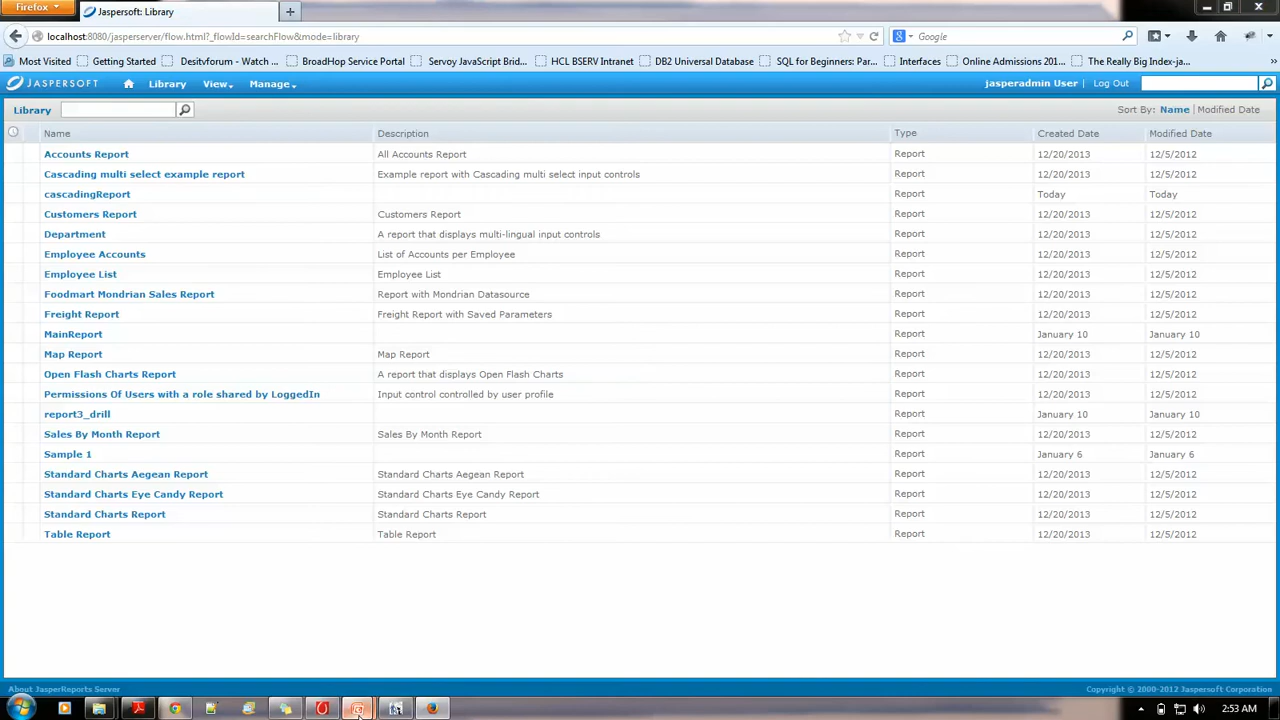 Firefox
Jaspersoft: Library
localhost:8080/jasperserver/flow.html?_flowId=searchFlow&mode=library
Google
Most Visited Getting Started Desitvforum - Watch ... BroadHop Service Portal Servoy JavaScript Brid... HCL BSERV Intranet DB2 Universal Database SQL for Beginners: Par... Interfaces Online Admissions 201... The Really Big Index-ja...
JASPERSOFT Library View Manage jasperadmin User Log Out
Library Sort By: Name Modified Date
Name Description Type Created Date Modified Date
Accounts Report All Accounts Report Report 12/20/2013 12/5/2012
Cascading multi select example report Example report with Cascading multi select input controls Report 12/20/2013 12/5/2012
cascadingReport Report Today Today
Customers Report Customers Report Report 12/20/2013 12/5/2012
Department A report that displays multi-lingual input controls Report 12/20/2013 12/5/2012
Employee Accounts List of Accounts per Employee Report 12/20/2013 12/5/2012
Employee List Employee List Report 12/20/2013 12/5/2012
Foodmart Mondrian Sales Report Report with Mondrian Datasource Report 12/20/2013 12/5/2012
Freight Report Freight Report with Saved Parameters Report 12/20/2013 12/5/2012
MainReport Report January 10 January 10
Map Report Map Report Report 12/20/2013 12/5/2012
Open Flash Charts Report A report that displays Open Flash Charts Report 12/20/2013 12/5/2012
Permissions Of Users with a role shared by LoggedIn Input control controlled by user profile Report 12/20/2013 12/5/2012
report3_drill Report January 10 January 10
Sales By Month Report Sales By Month Report Report 12/20/2013 12/5/2012
Sample 1 Report January 6 January 6
Standard Charts Aegean Report Standard Charts Aegean Report Report 12/20/2013 12/5/2012
Standard Charts Eye Candy Report Standard Charts Eye Candy Report Report 12/20/2013 12/5/2012
Standard Charts Report Standard Charts Report Report 12/20/2013 12/5/2012
Table Report Table Report Report 12/20/2013 12/5/2012
About JasperReports Server Copyright © 2000-2012 Jaspersoft Corporation
2:53 AM